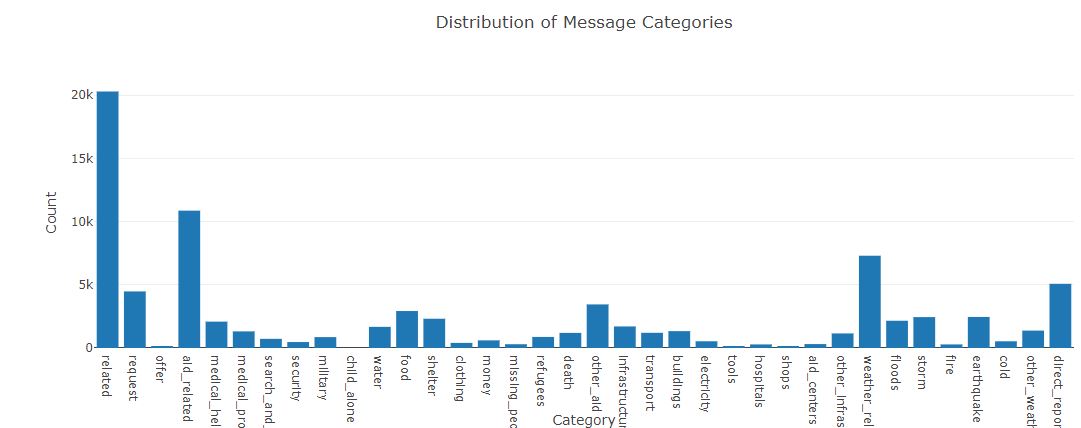 Distribution of Message Categories
20k
15k
10k
5k
0
Count
related
request
offer
aid_related
medical_hel
medical_pro
search_and_
security
military
child_alone
water
food
shelter
clothing
money
missing_peo
refugees
death
other_aid
infrastructur
transport
buildings
electricity
tools
hospitals
shops
aid_centers
other_infras
weather_rel
floods
storm
fire
earthquake
cold
other_weath
direct_repor
Category